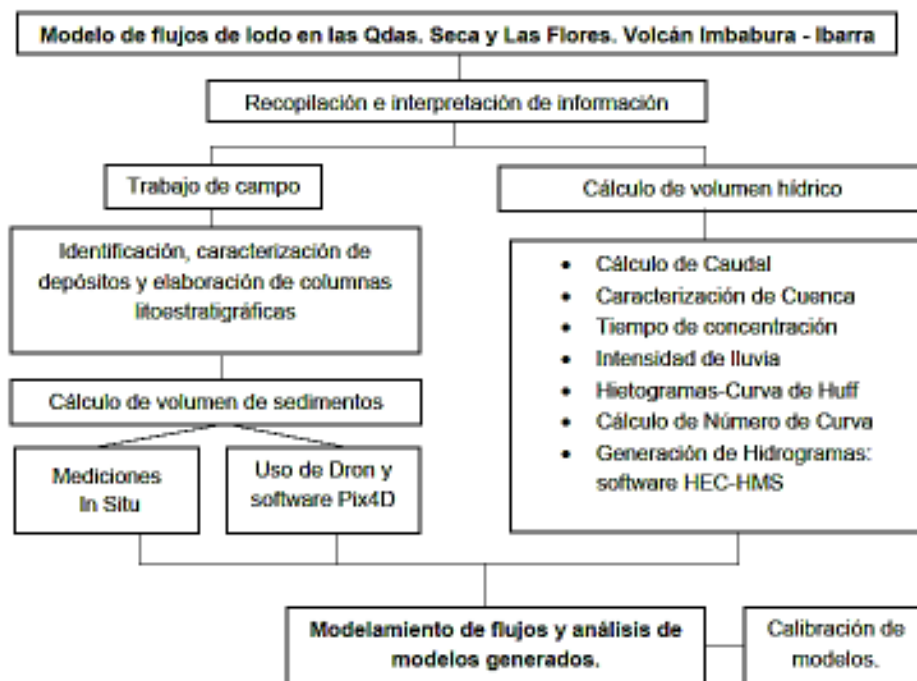 Modelo de flujos de lodo en las Qdas. Seca y Las Flores. Volcán Imbabura - Ibarra
Recopilación e interpretación de información
Trabajo de campo
Identificación, caracterización de
depósitos y elaboración de columnas
litoestratigráficas
Cálculo de volumen de sedimentos
Mediciones
In Situ
Uso de Dron y
software Pix4D
Cálculo de volumen hídrico
• Cálculo de Caudal
• Caracterización de Cuenca
• Tiempo de concentración
• Intensidad de lluvia
• Hietogramas-Curva de Huff
• Cálculo de Número de Curva
• Generación de Hidrogramas:
software HEC-HMS
Modelamiento de flujos y análisis de
modelos generados.
Calibración de
modelos.